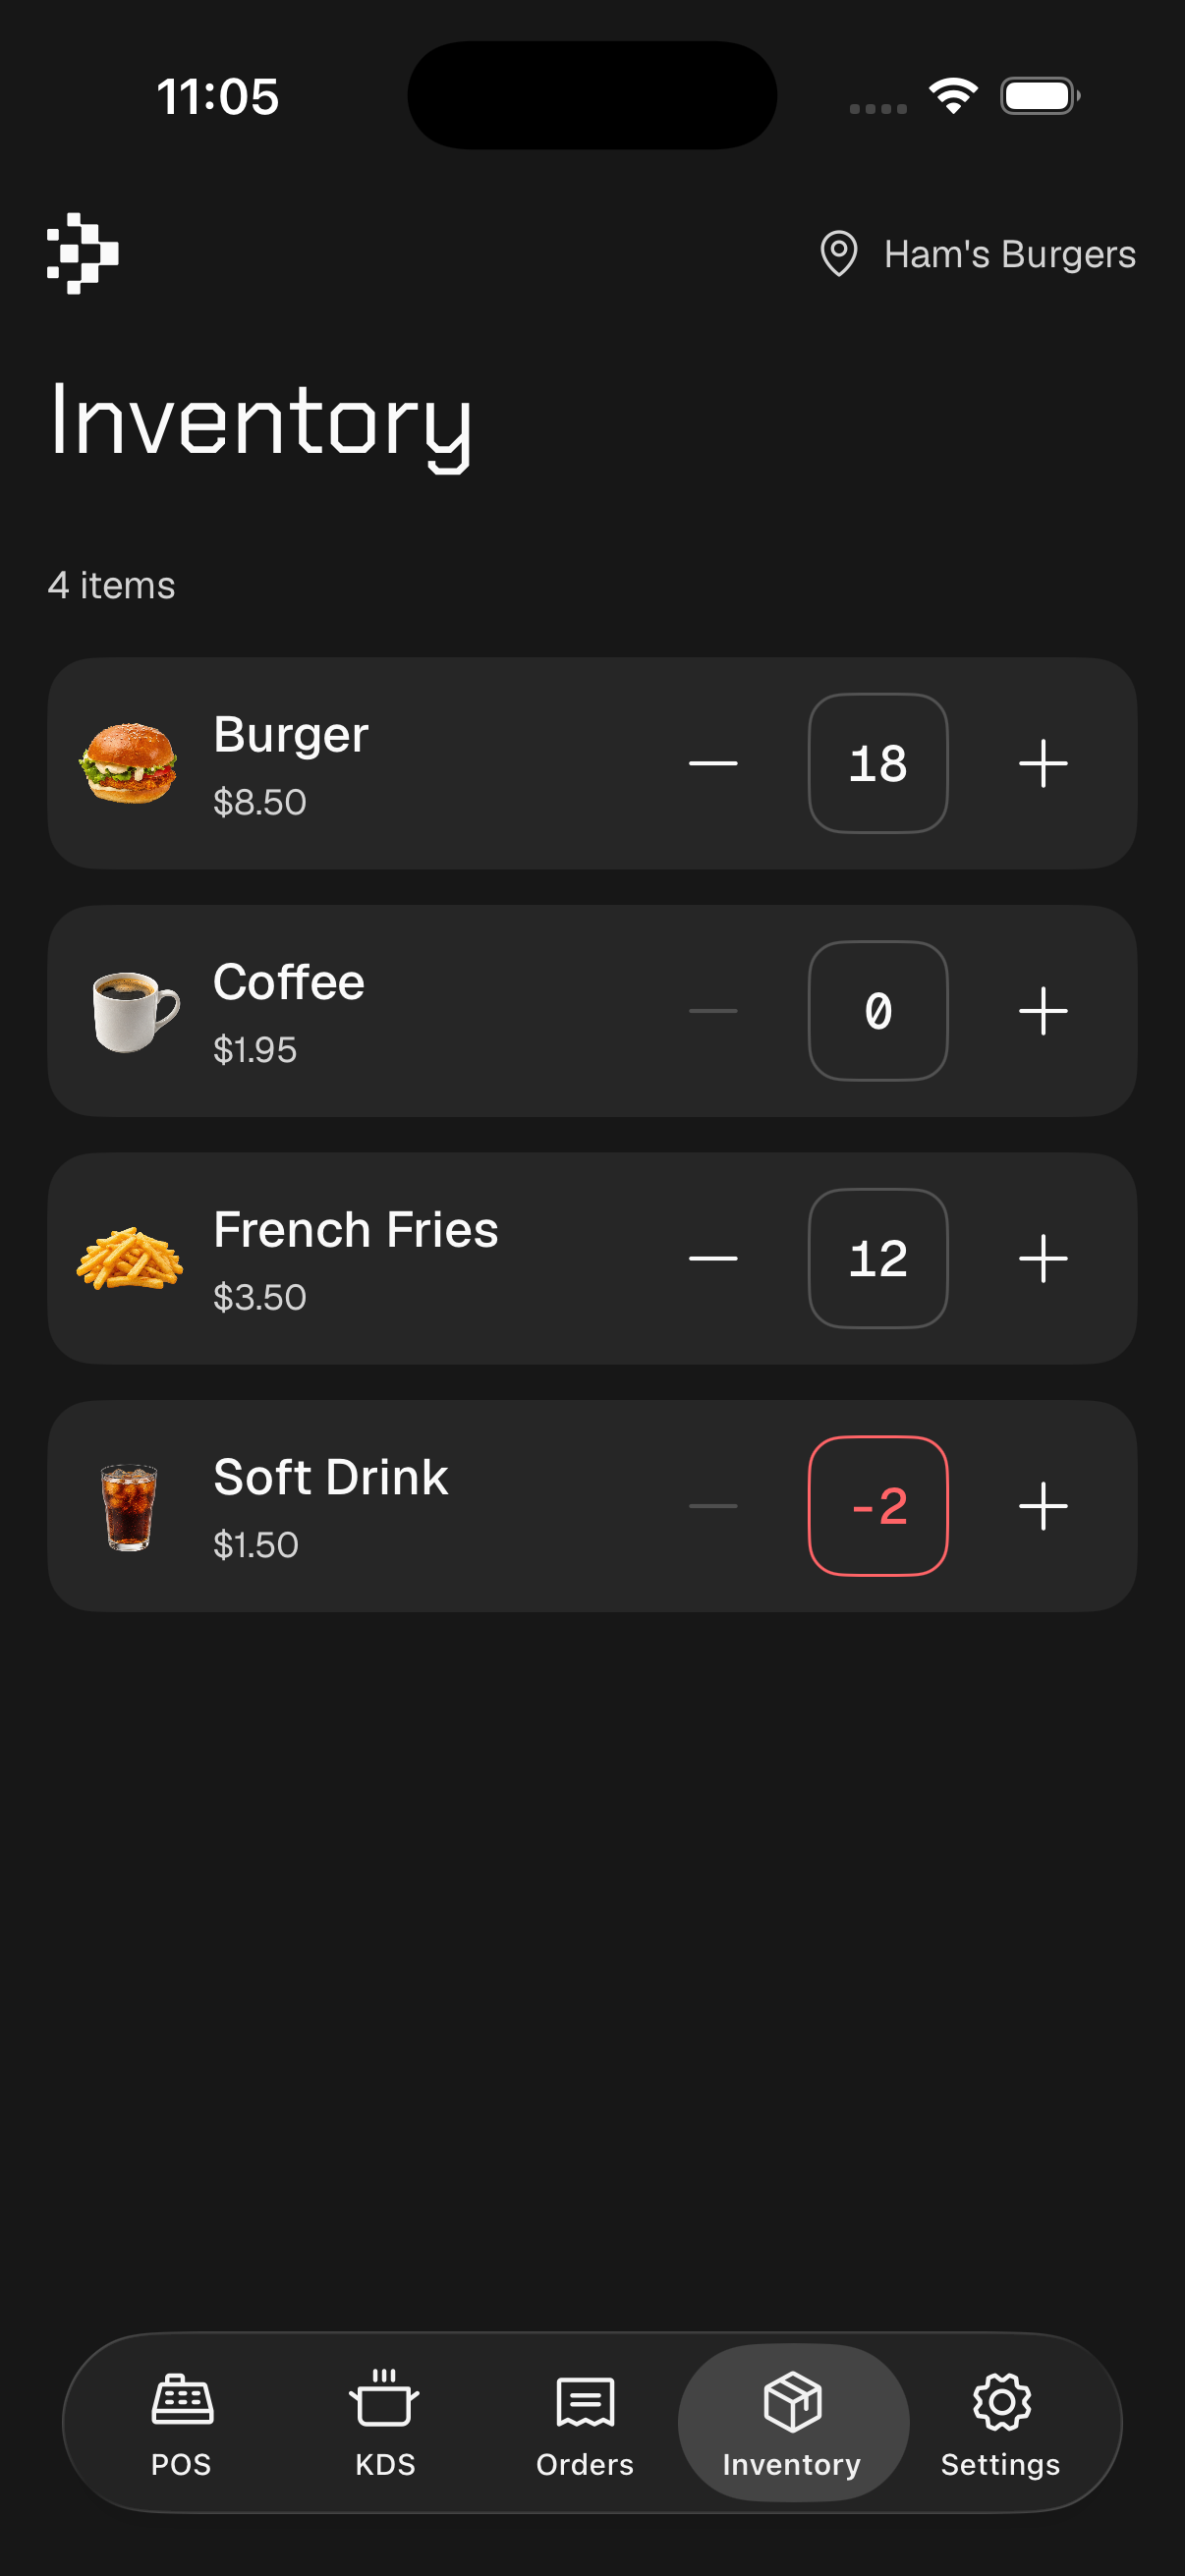 11:05
Ham's Burgers
Inventory
4 items
Burger
$8.50
18
Coffee
$1.95
0
French Fries
$3.50
12
Soft Drink
$1.50
-2
POS
KDS
Orders
Inventory
Settings